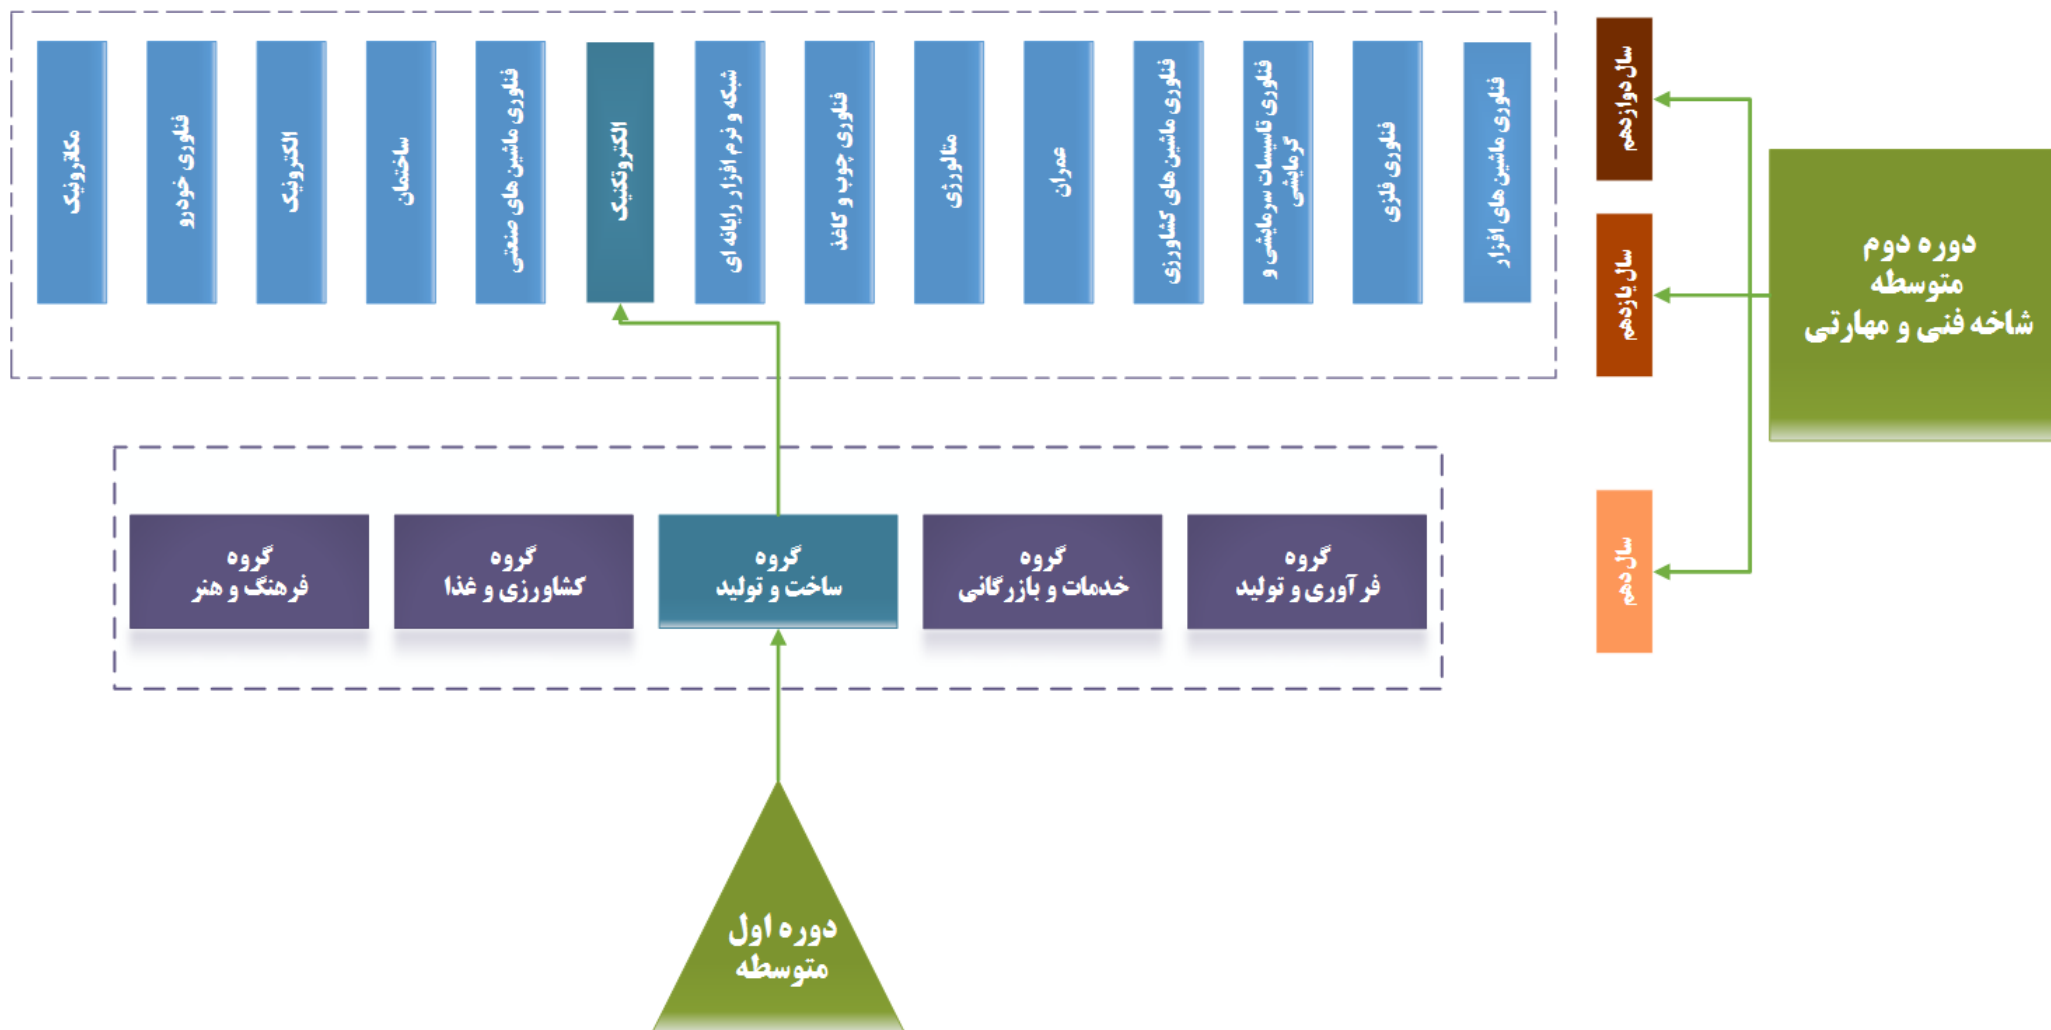 فناوری ماشین های افزار
فناوری فلزی
فناوری تاسیسات سرمایشی و
گرمایشی
فناوری ماشین های کشاورزی
عمران
متالورژی
فناوری چوب و کاغذ
شبکه و نرم افزار رایانه ای
الکتروتکنیک
فناوری ماشین های صنعتی
ساختمان
الکترونیک
فناوری خودرو
مکاترونیک
سال دوازدهم
سال یازدهم
سال دهم
دوره دوم
متوسطه
شاخه فنی و مهارتی
گروه
فرآوری و تولید
گروه
خدمات و بازرگانی
گروه
ساخت و تولید
گروه
کشاورزی و غذا
گروه
فرهنگ و هنر
دوره اول
متوسطه